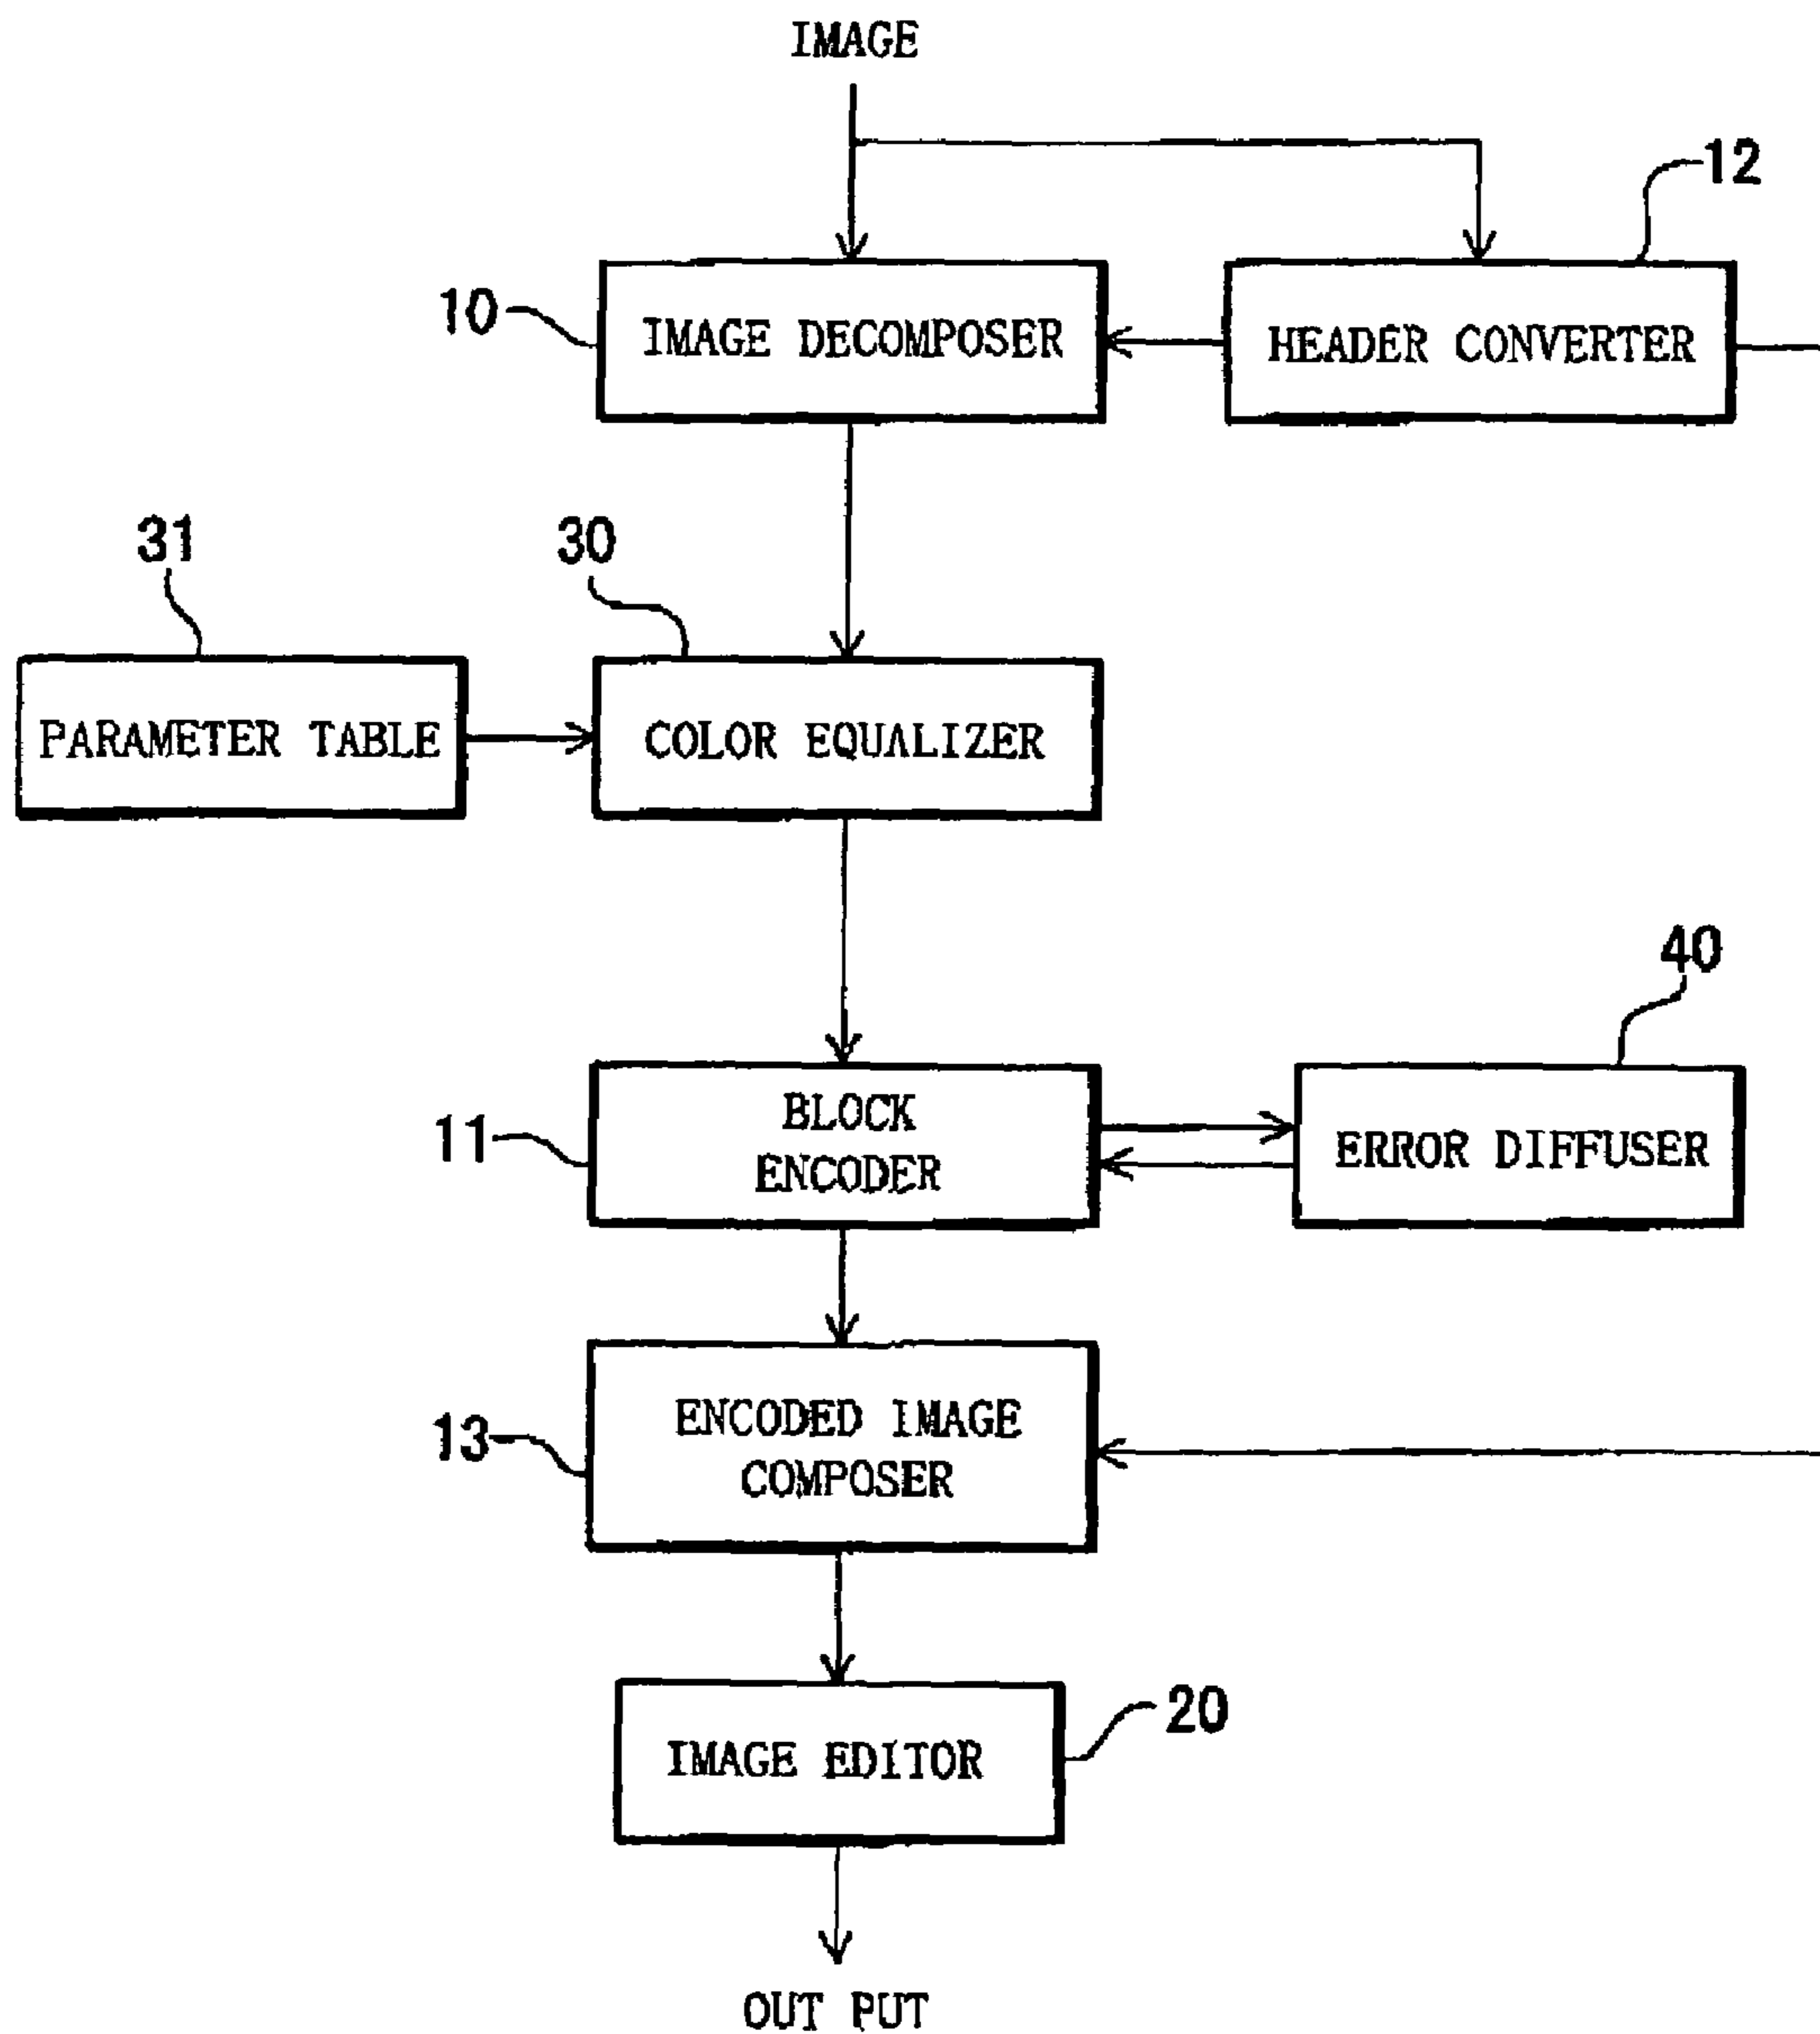 IMAGE
12
10
IMAGE DECOMPOSER
HEADER CONVERTER
31
30
PARAMETER TABLE
COLOR EQUALIZER
40
11
BLOCK
ENCODER
ERROR DIFFUSER
13
ENCODED IMAGE
COMPOSER
20
IMAGE EDITOR
OUT PUT